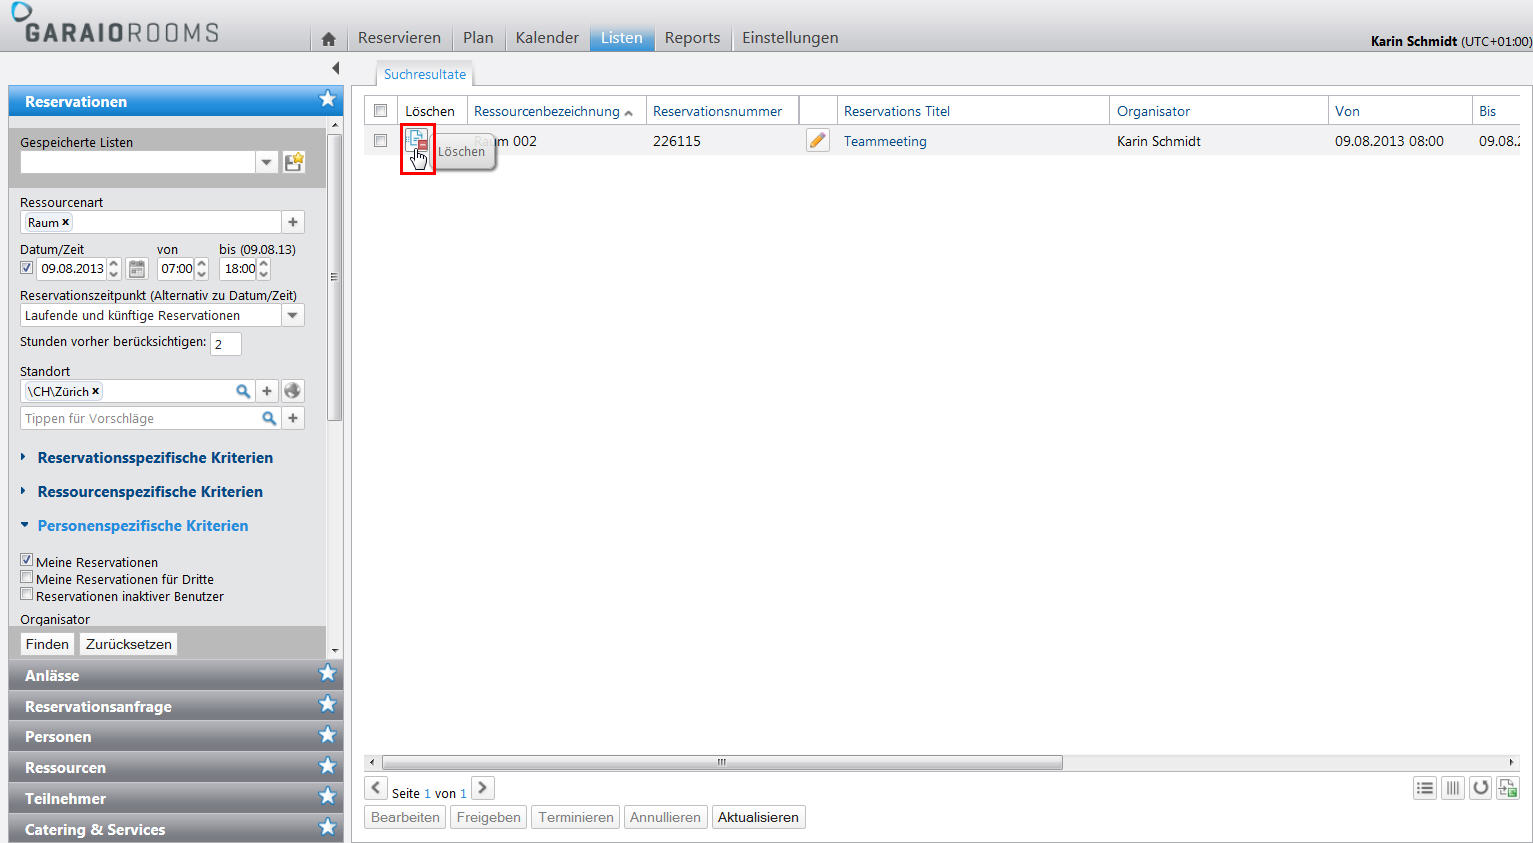 GARAIOROOMS
Reservieren Plan Kalender Listen Reports Einstellungen
Karin Schmidt (UTC+01:00)
Suchresultate
Reservationen
Gespeicherte Listen
Ressourcenart
Raum x
Datum/Zeit von bis (09.08.13)
09.08.2013 07:00 18:00
Reservationszeitpunkt (Alternativ zu Datum/Zeit)
Laufende und künftige Reservationen
Stunden vorher berücksichtigen: 2
Standort
\CH\Zürich x
Tippen für Vorschläge
Reservationsspezifische Kriterien
Ressourcenspezifische Kriterien
Personenspezifische Kriterien
Meine Reservationen
Meine Reservationen für Dritte
Reservationen inaktiver Benutzer
Organisator
Finden Zurücksetzen
Anlässe
Reservationsanfrage
Personen
Ressourcen
Teilnehmer
Catering & Services
Löschen Ressourcenbezeichnung Reservationsnummer Reservations Titel Organisator Von Bis
002 226115 Teammeeting Karin Schmidt 09.08.2013 08:00 09.08.
Löschen
Seite 1 von 1
Bearbeiten Freigeben Terminieren Annullieren Aktualisieren